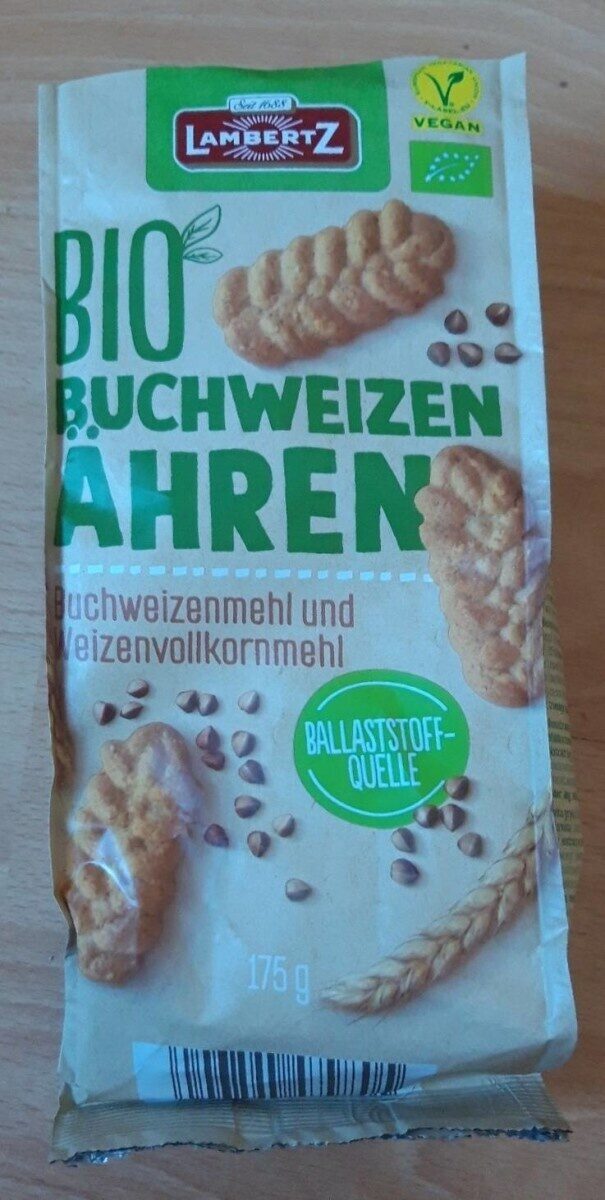 Seit 1688
LAMBERTZ
VEGAN
BIO
BUCHWEIZEN
ÄHREN
Buchweizenmehl und
Weizenvollkornmehl
BALLASTSTOFF-
QUELLE
175 g